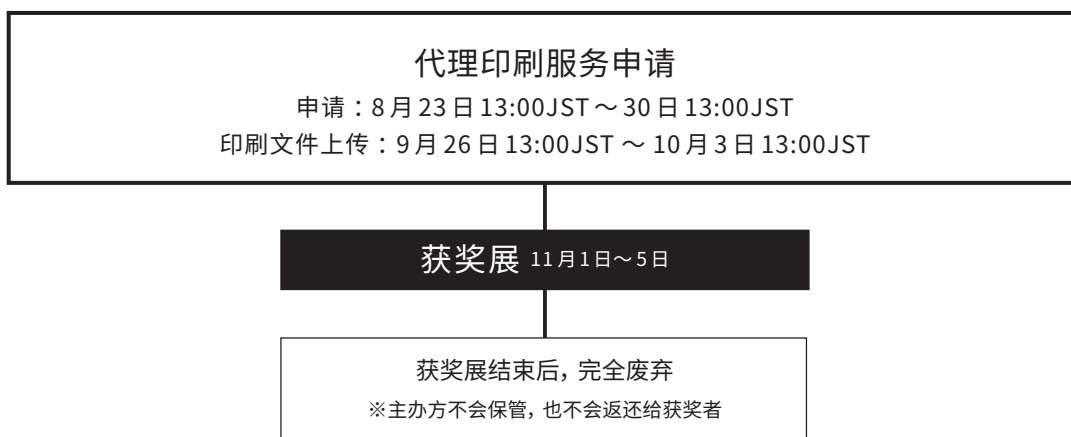 代理印刷服务申请
申请：8月23日13:00JST～30日13:00JST
印刷文件上传：9月26日13:00JST～10月3日13:00JST
获奖展 11月1日～5日
获奖展结束后，完全废弃
※主办方不会保管，也不会返还给获奖者